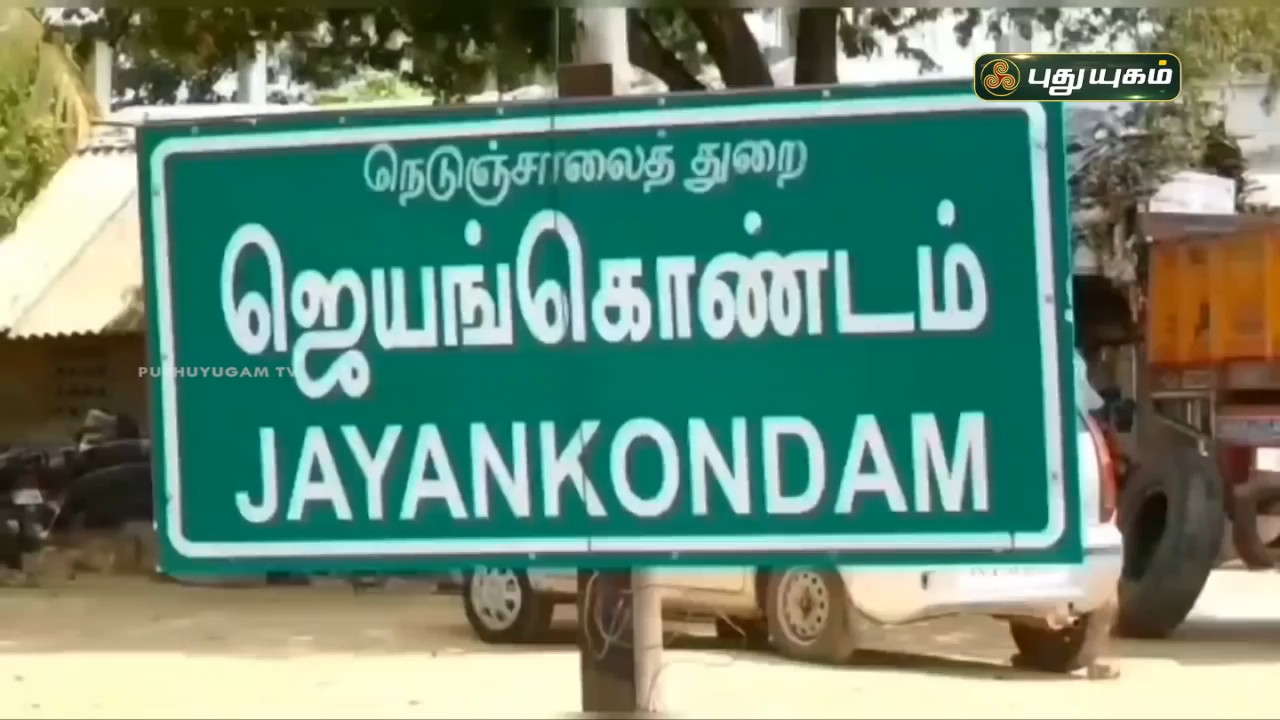 புதுயுகம்
நெடுஞ்சாலைத் துறை
ஜெயங்கொண்டம்
PUTHUYUGAM TV
JAYANKONDAM